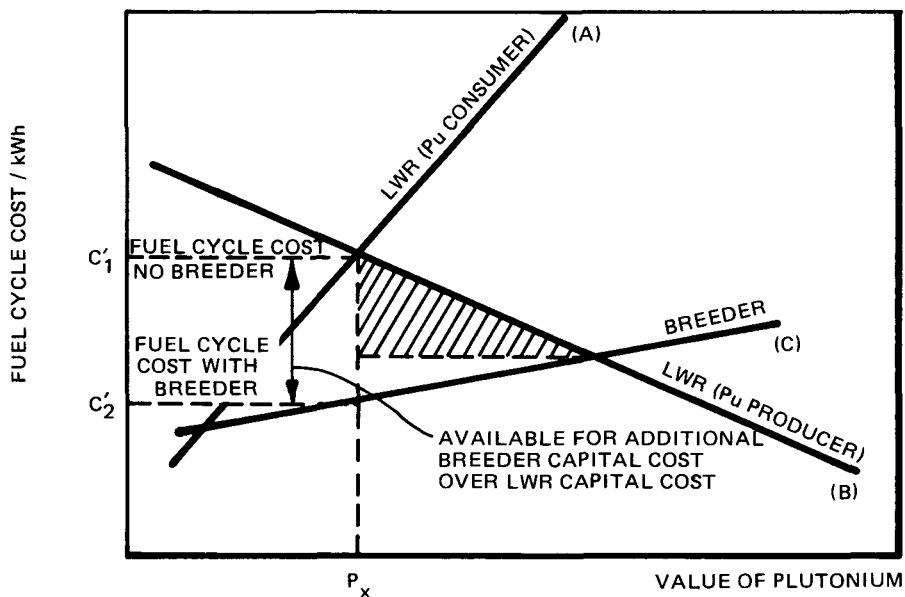 FUEL CYCLE COST / kWh
(A)
LWR (Pu CONSUMER)
C′1
FUEL CYCLE COST
NO BREEDER
BREEDER
(C)
FUEL CYCLE
COST WITH
BREEDER
LWR (Pu PRODUCER)
C′2
AVAILABLE FOR ADDITIONAL
BREEDER CAPITAL COST
OVER LWR CAPITAL COST
(B)
Px
VALUE OF PLUTONIUM